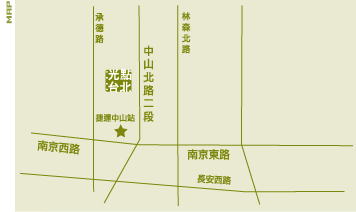 MAP
承德路
林森北路
中山北路二段
光點
台北
捷運中山站
南京西路
南京東路
長安西路